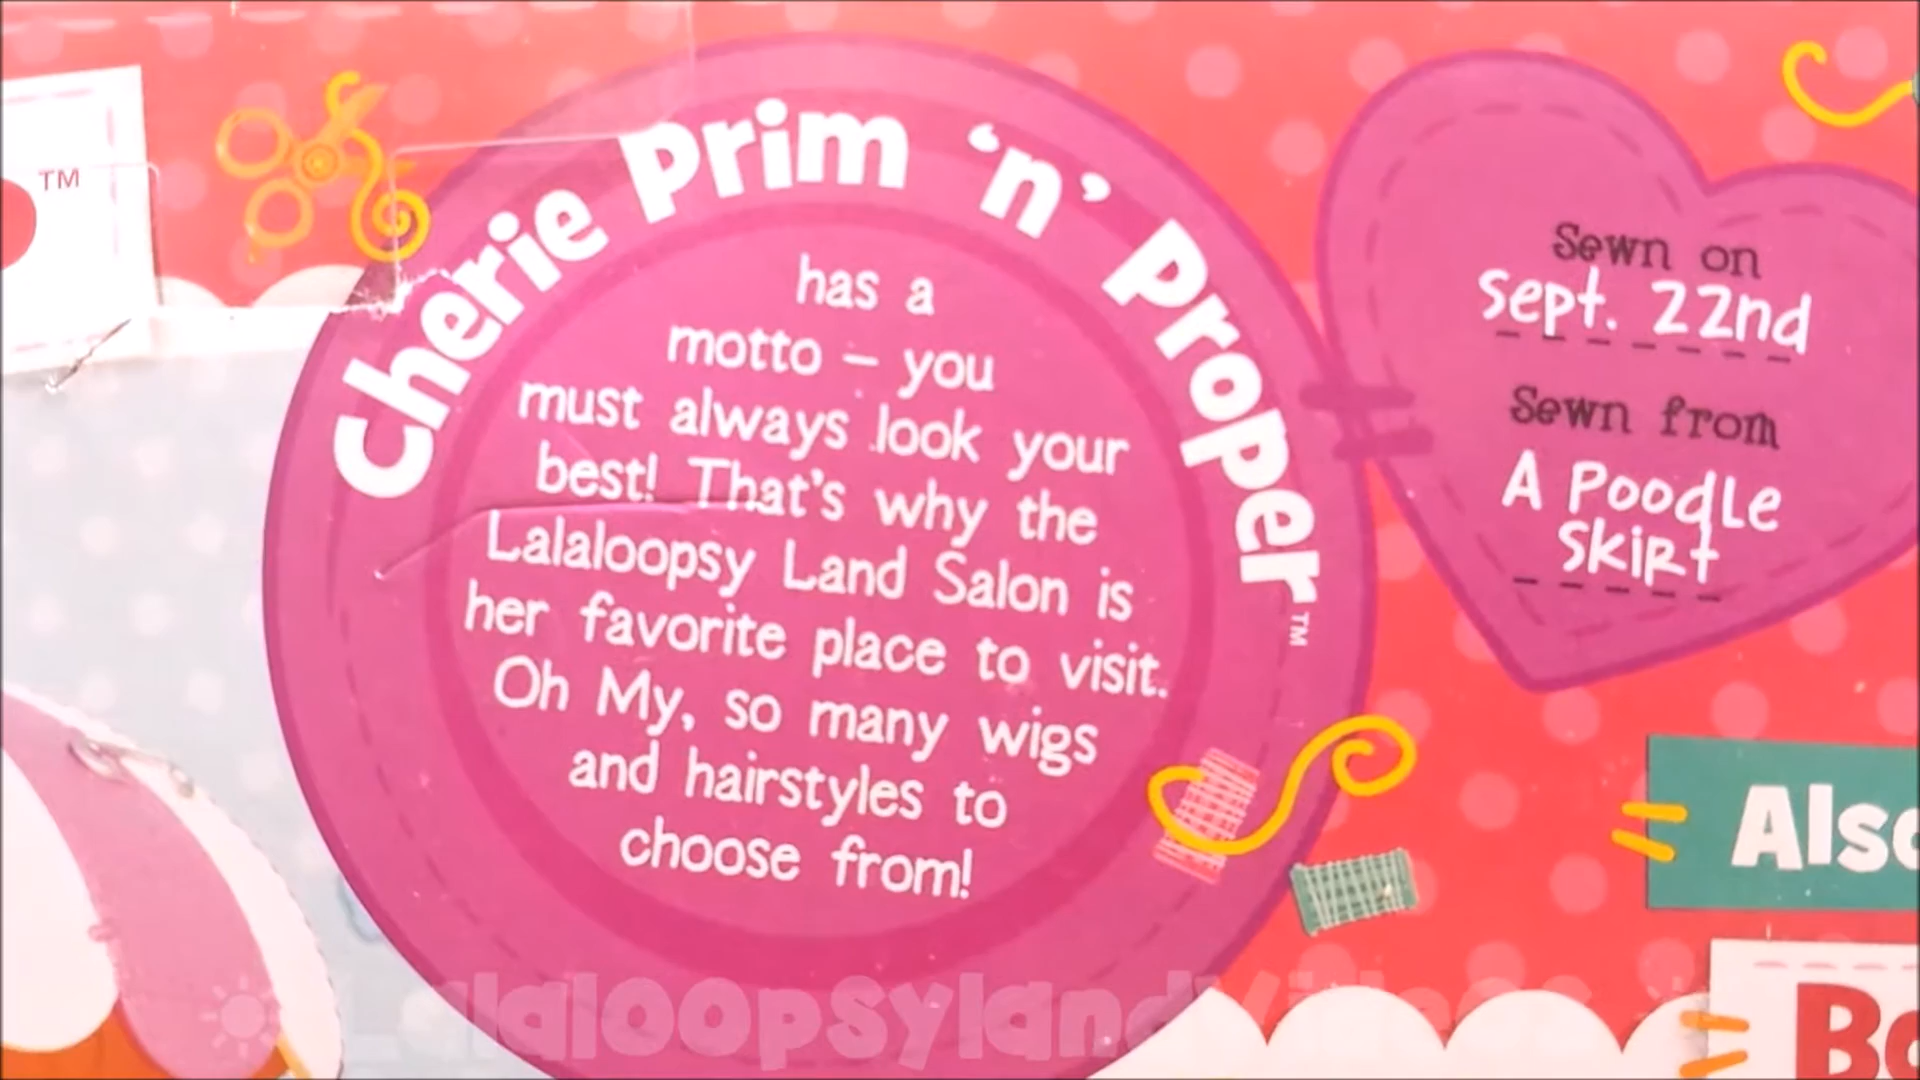 TM
Cherie Prim 'n' Proper™
has a
motto – you
must always look your
best! That's why the
Lalaloopsy Land Salon is
her favorite place to visit.
Oh My, so many wigs
and hairstyles to
choose from!
Sewn on
Sept. 22nd
Sewn from
A Poodle
Skirt
LalaloopsylandVideos